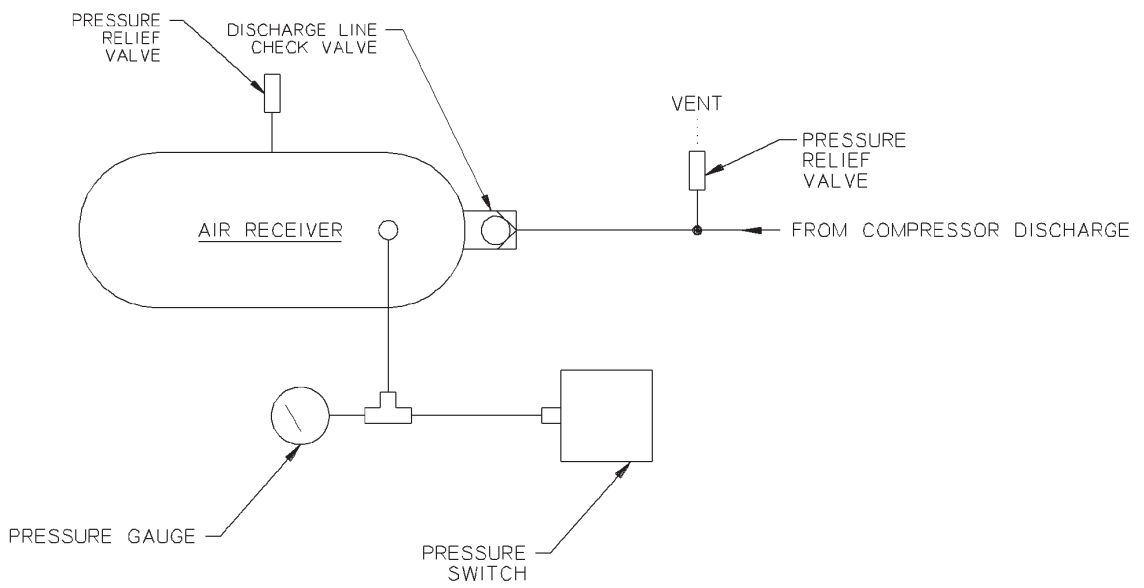 PRESSURE
RELIEF
VALVE
DISCHARGE LINE
CHECK VALVE
VENT
PRESSURE
RELIEF
VALVE
AIR RECEIVER
FROM COMPRESSOR DISCHARGE
PRESSURE GAUGE
PRESSURE
SWITCH